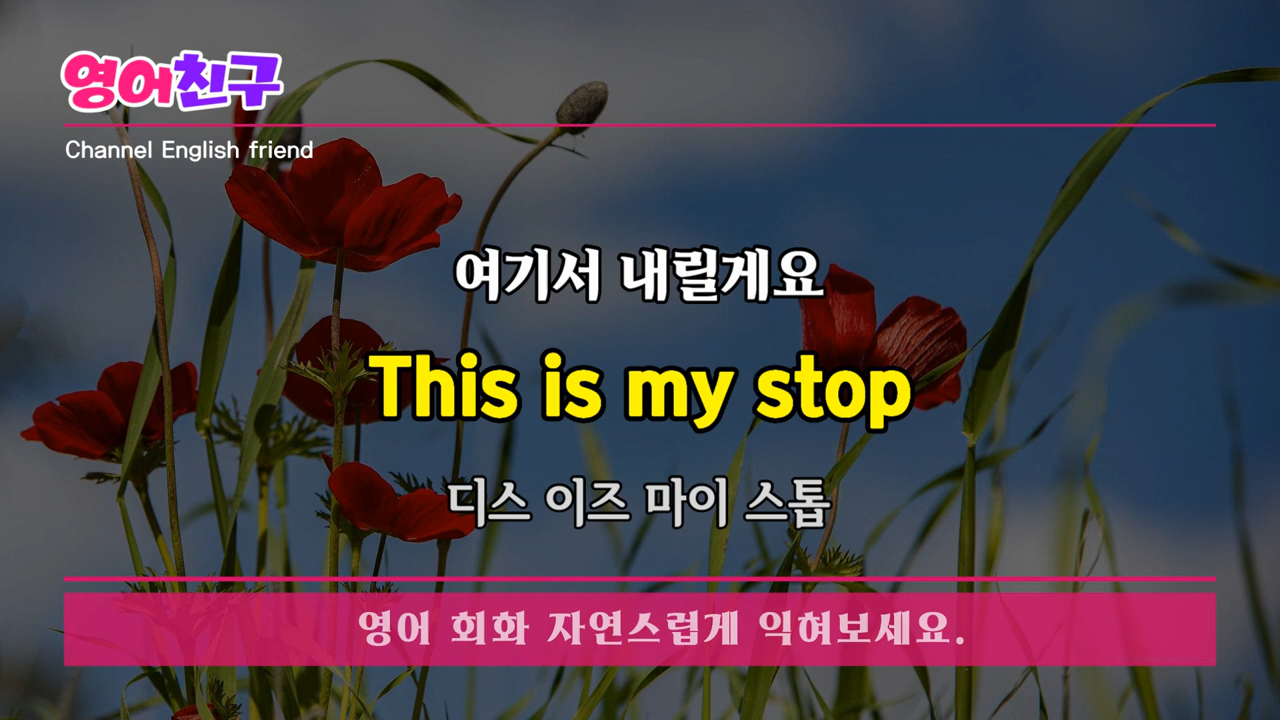 영어친구
Channel English friend
여기서 내릴게요
This is my stop
디스 이즈 마이 스톱
영어 회화 자연스럽게 익혀보세요.